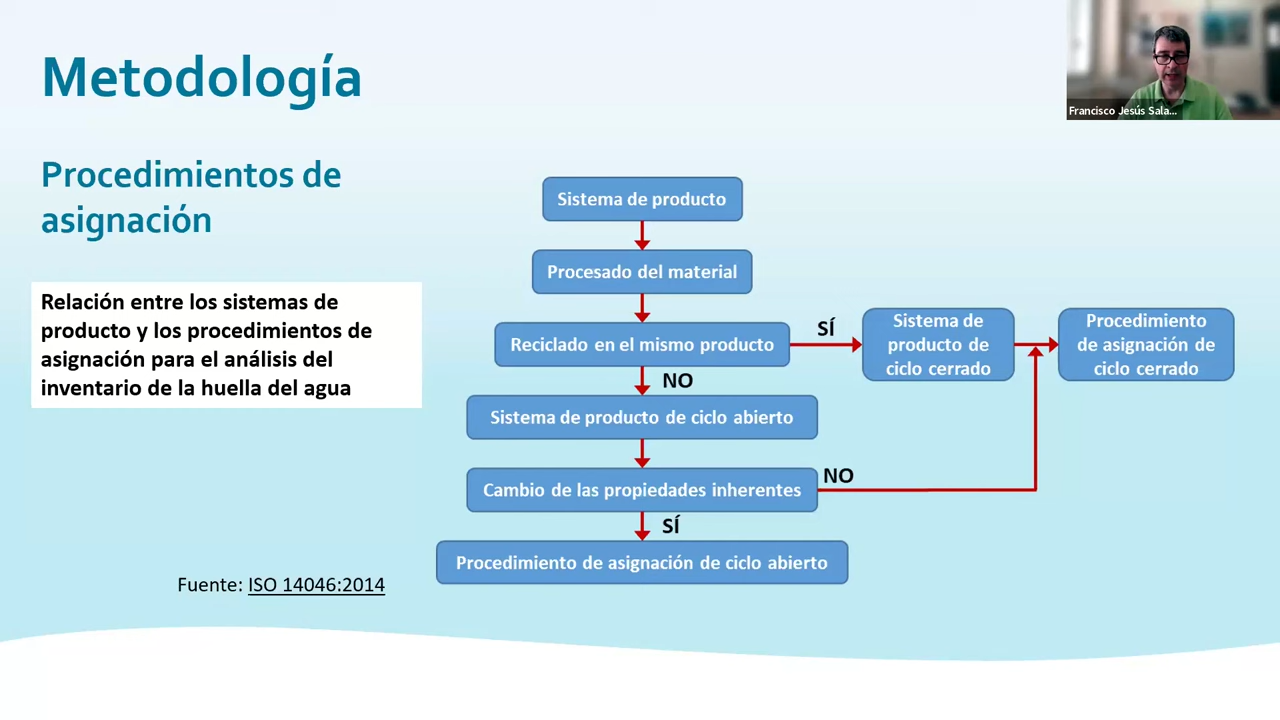 Metodología
Francisco Jesús Sala...
Procedimientos de
asignación
Relación entre los sistemas de
producto y los procedimientos de
asignación para el análisis del
inventario de la huella del agua
Fuente: ISO 14046:2014
Sistema de producto
Procesado del material
Reciclado en el mismo producto
SÍ
Sistema de
producto de
ciclo cerrado
Procedimiento
de asignación de
ciclo cerrado
NO
Sistema de producto de ciclo abierto
Cambio de las propiedades inherentes
NO
SÍ
Procedimiento de asignación de ciclo abierto